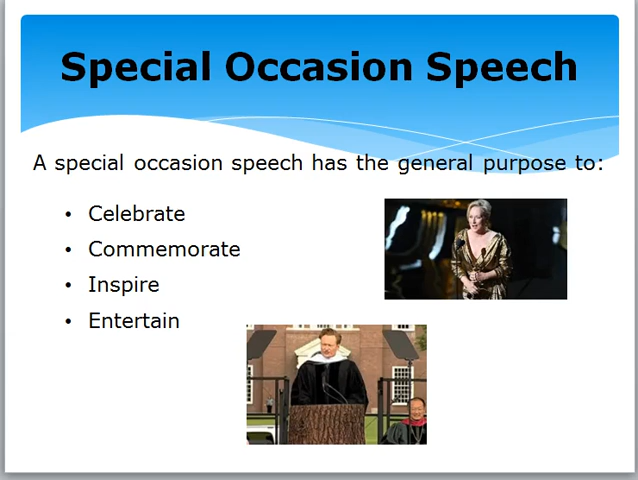 Special Occasion Speech
A special occasion speech has the general purpose to:
• Celebrate
• Commemorate
• Inspire
• Entertain